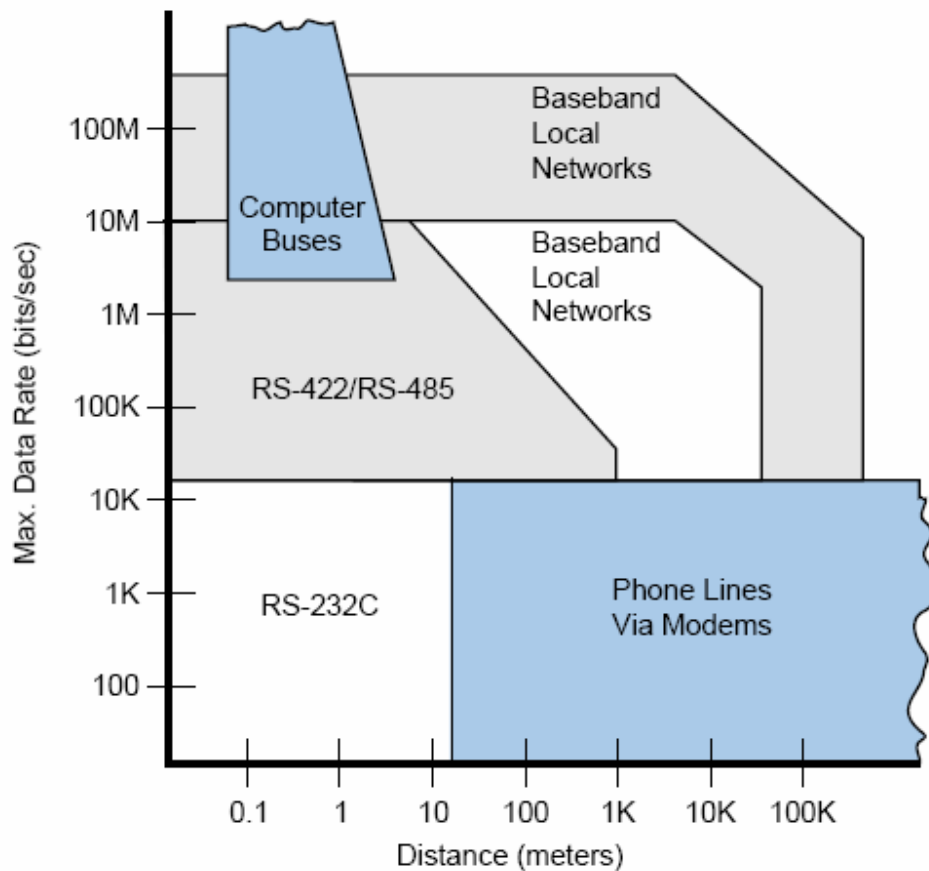 Baseband
Local
Networks
100M
Computer
Buses
10M
Baseband
Local
Networks
1M
RS-422/RS-485
100K
10K
RS-232C
Phone Lines
Via Modems
1K
100
Max. Data Rate (bits/sec)
0.1 1 10 100 1K 10K 100K
Distance (meters)